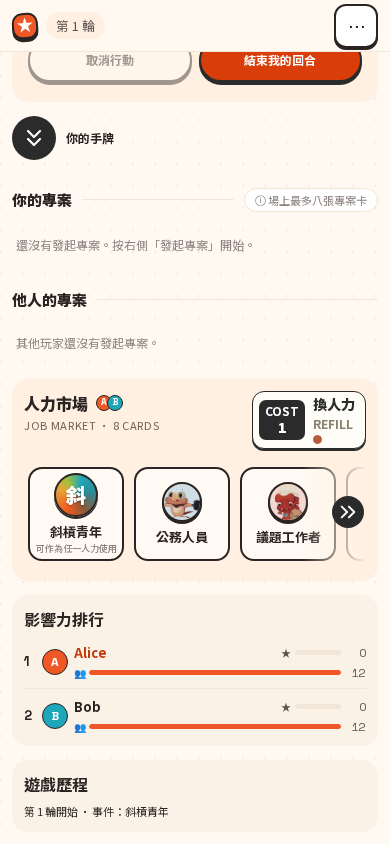 第 1 輪
...
取消行動
結束我的回合
你的手牌
你的專案
ⓘ 場上最多八張專案卡
還沒有發起專案。按右側「發起專案」開始。
他人的專案
其他玩家還沒有發起專案。
人力市場 A B
JOB MARKET · 8 CARDS
COST
1
換人力
REFILL
斜
斜槓青年
可作為任一人力使用
公務人員
議題工作者
影響力排行
1 A Alice ★ 0
12
2 B Bob ★ 0
12
遊戲歷程
第 1 輪開始 · 事件：斜槓青年